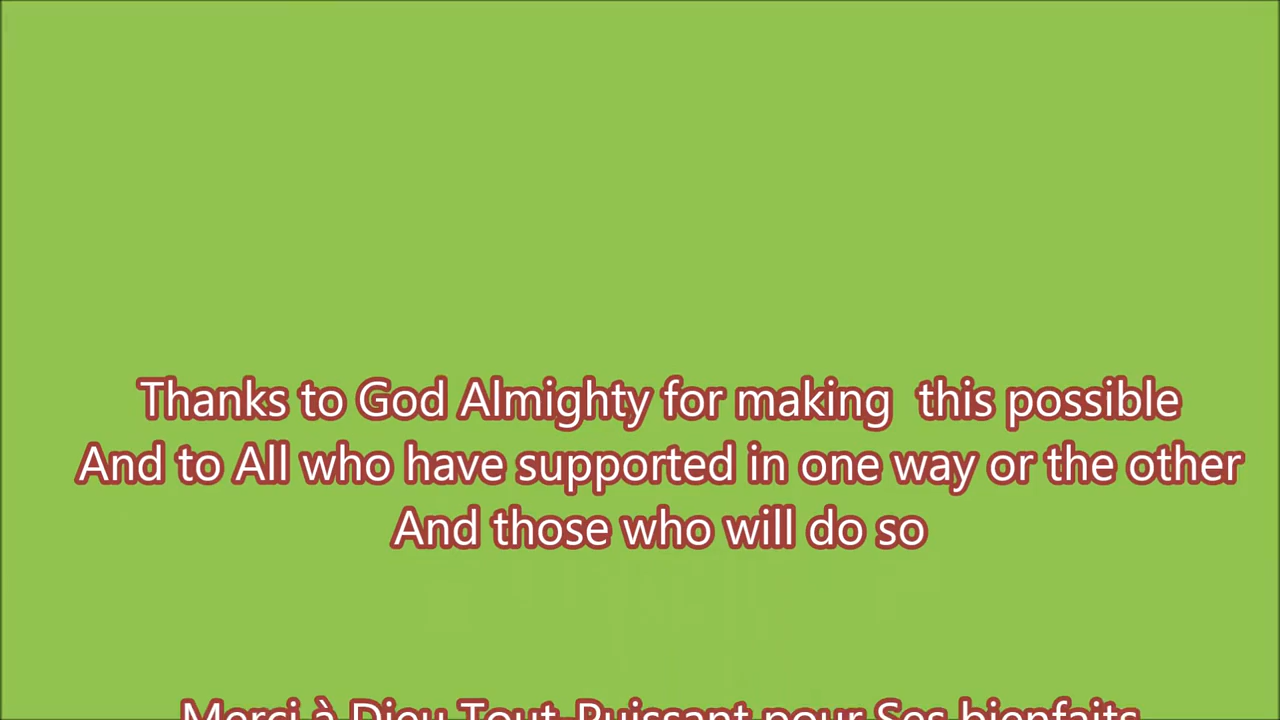 Thanks to God Almighty for making  this possible
And to All who have supported in one way or the other
And those who will do so
Merci à Dieu Tout-Puissant pour Ses bienfaits